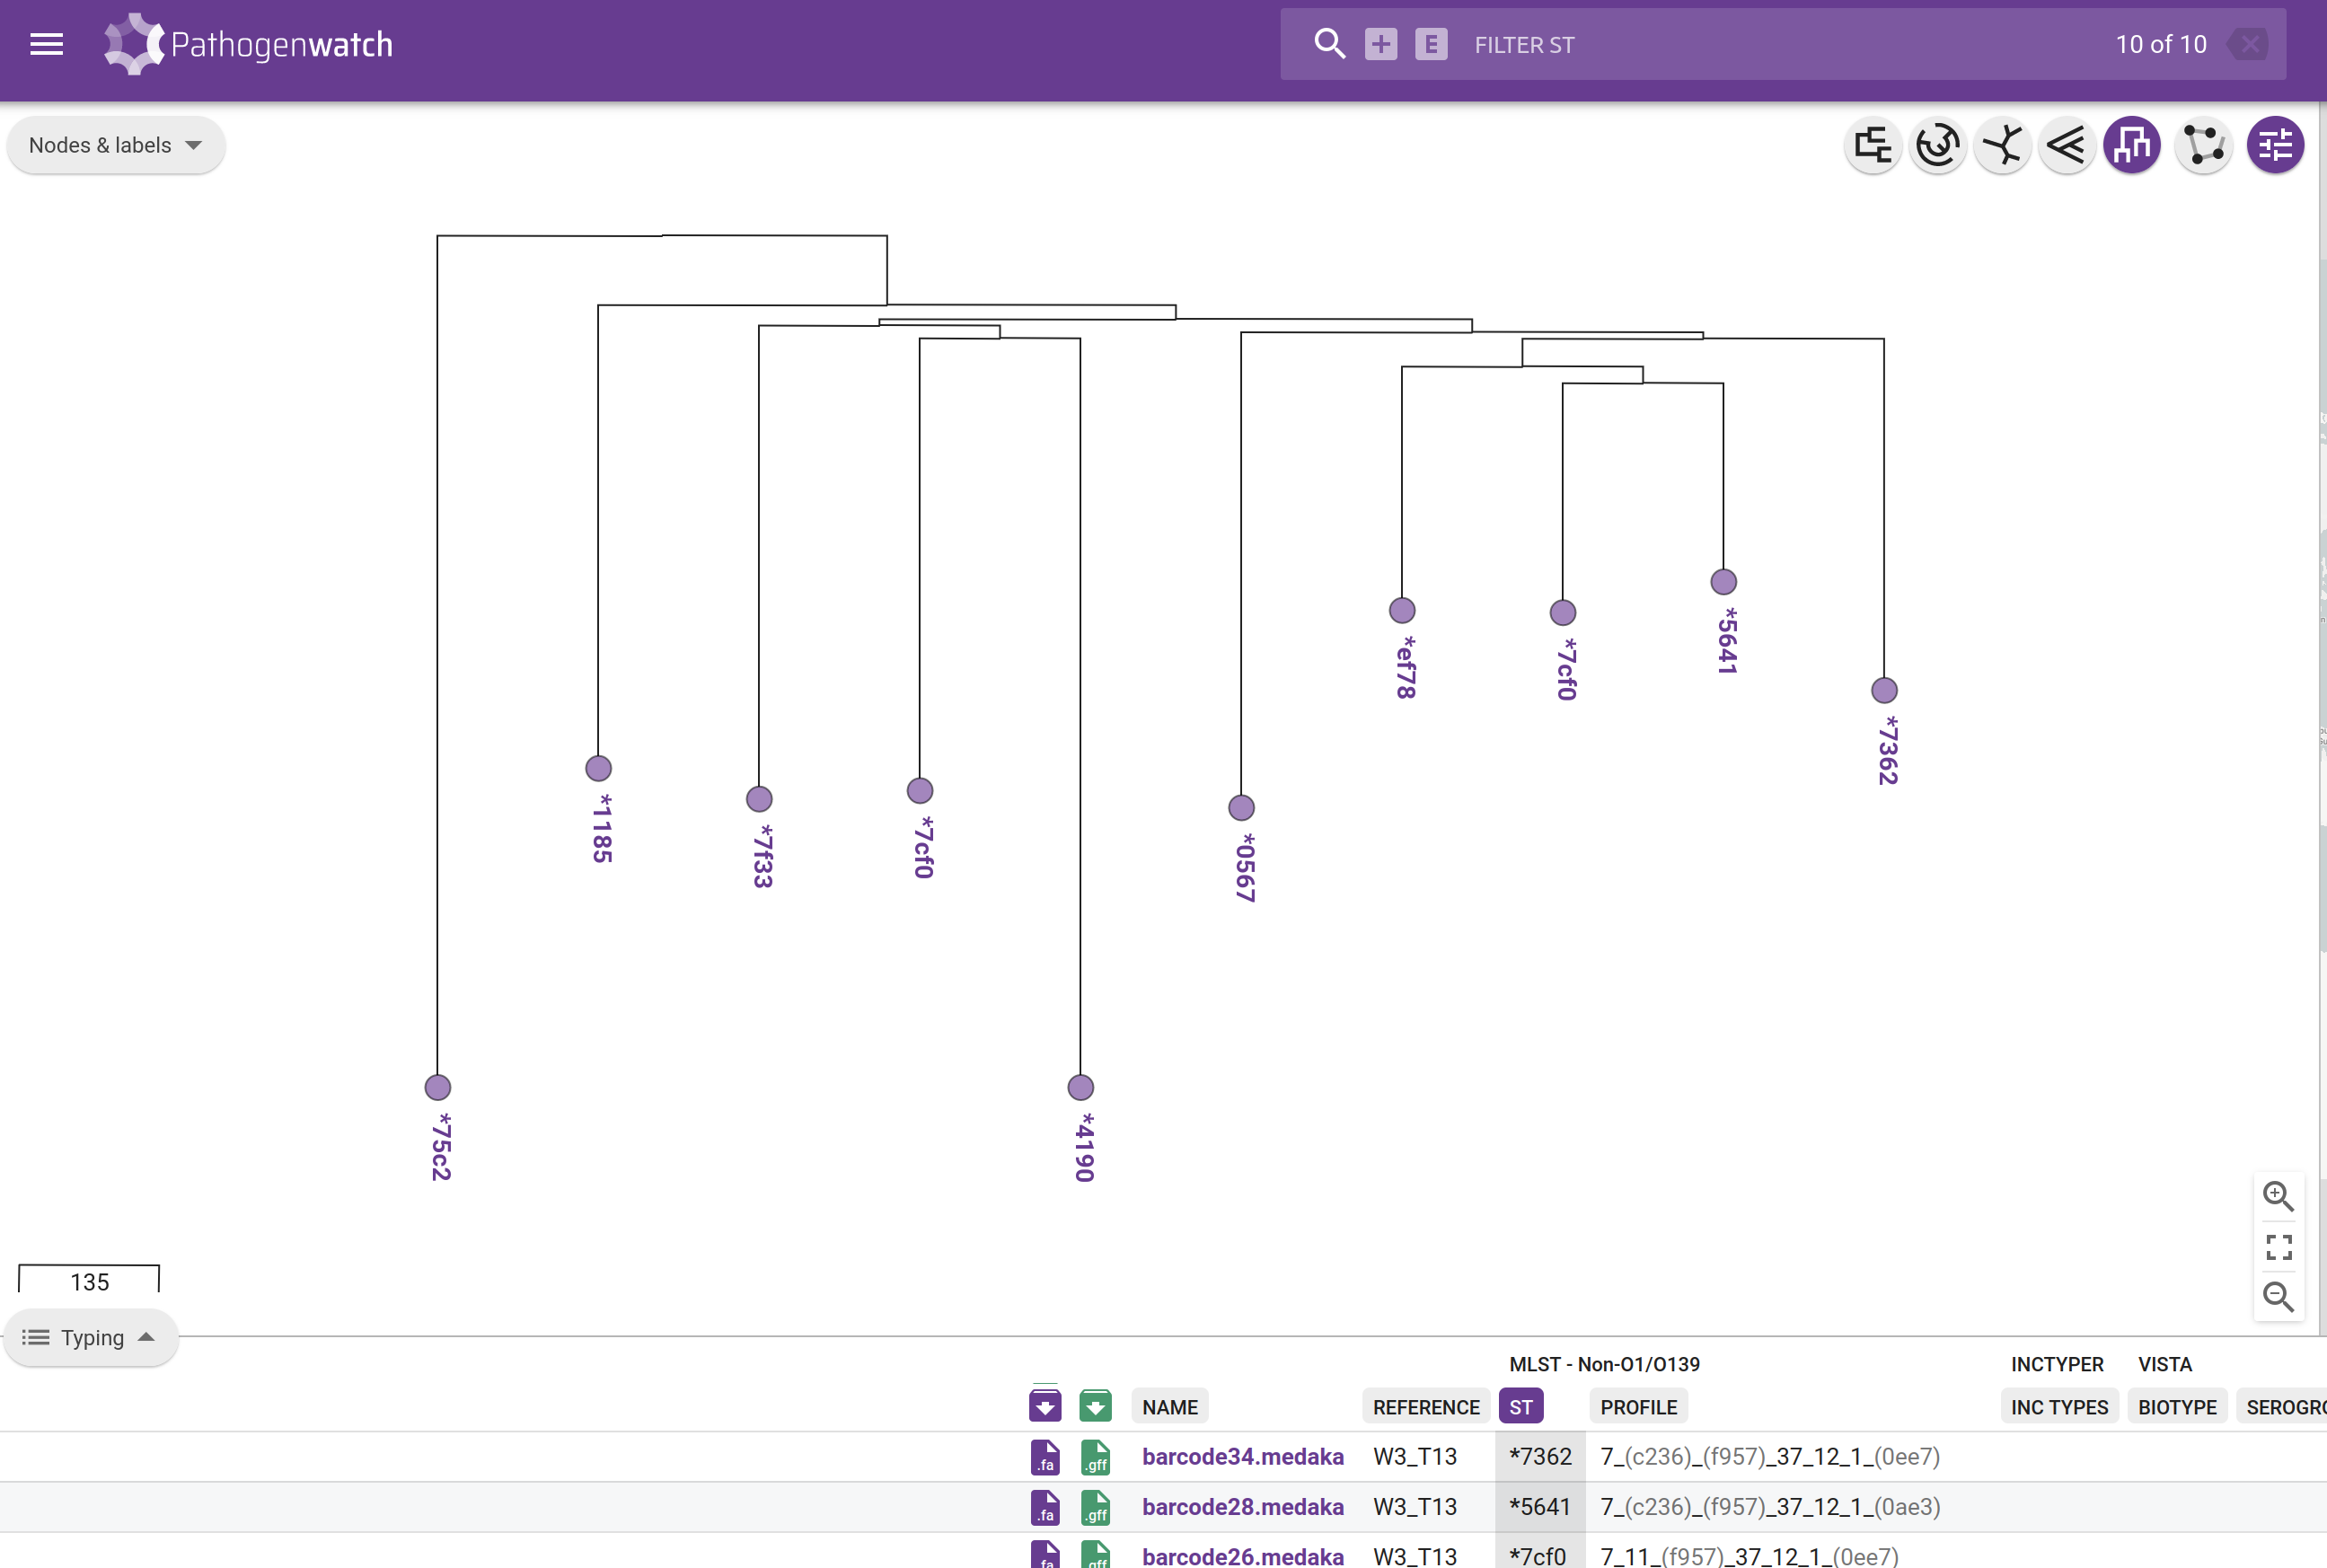 Pathogenwatch
+ E FILTER ST 10 of 10
Nodes & labels
*ef78
*7cf0
*5641
*7362
*1185
*7f33
*7cf0
*0567
*75c2
*4190
135
Typing
MLST - Non-O1/O139 INCTYPER VISTA
NAME REFERENCE ST PROFILE INC TYPES BIOTYPE SEROGRO
.fa .gff barcode34.medaka W3_T13 *7362 7_(c236)_(f957)_37_12_1_(0ee7)
.fa .gff barcode28.medaka W3_T13 *5641 7_(c236)_(f957)_37_12_1_(0ae3)
.fa .gff barcode26.medaka W3_T13 *7cf0 7_11_(f957)_37_12_1_(0ee7)